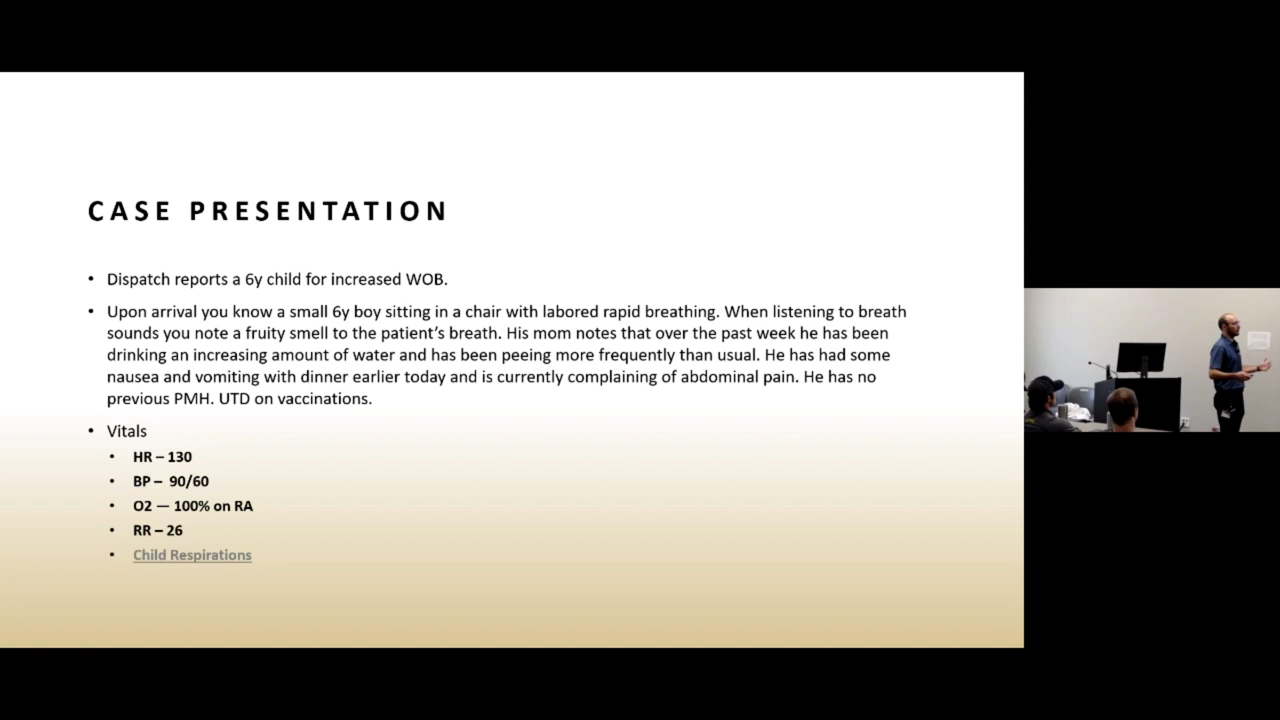 CASE PRESENTATION
• Dispatch reports a 6y child for increased WOB.
• Upon arrival you know a small 6y boy sitting in a chair with labored rapid breathing. When listening to breath
sounds you note a fruity smell to the patient's breath. His mom notes that over the past week he has been
drinking an increasing amount of water and has been peeing more frequently than usual. He has had some
nausea and vomiting with dinner earlier today and is currently complaining of abdominal pain. He has no
previous PMH. UTD on vaccinations.
• Vitals
• HR – 130
• BP – 90/60
• O2 — 100% on RA
• RR – 26
• Child Respirations